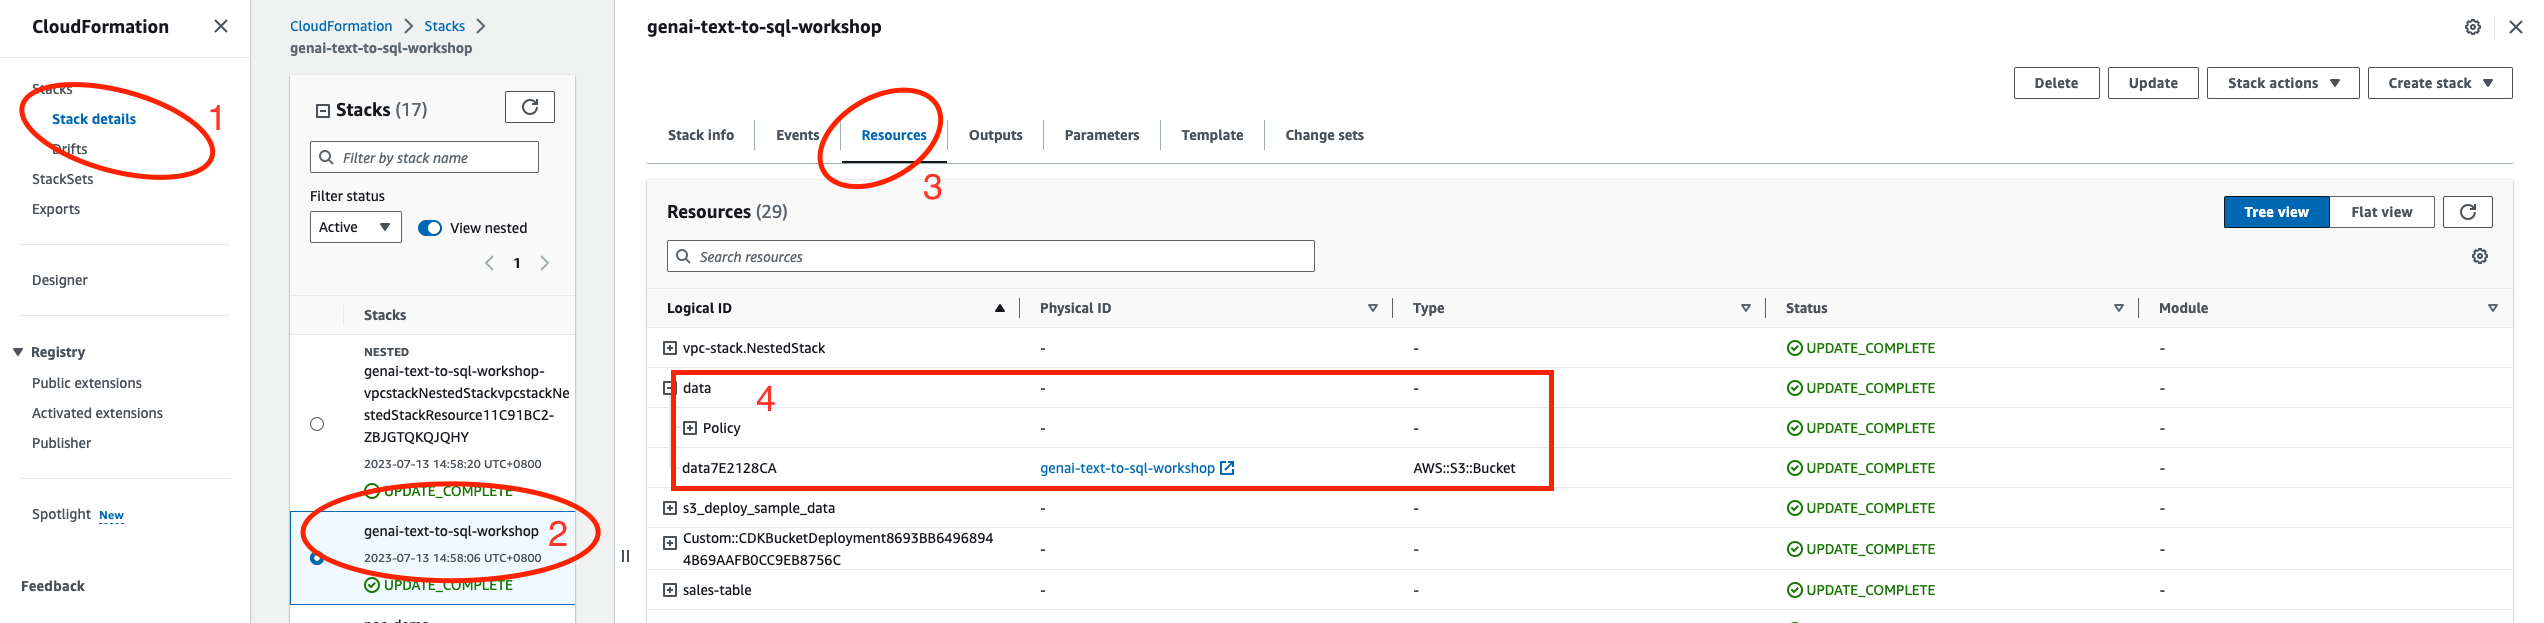 CloudFormation
Stacks
Stack details
1
Drifts
StackSets
Exports
Designer
Registry
Public extensions
Activated extensions
Publisher
Spotlight New
Feedback
CloudFormation
Stacks
genai-text-to-sql-workshop
Stacks (17)
Filter by stack name
Filter status
Active
View nested
1
Stacks
NESTED
genai-text-to-sql-workshop-
vpcstackNestedStackvpcstackNe
stedStackResource11C91BC2-
ZBJGTQKQJQHY
2023-07-13 14:58:20 UTC+0800
UPDATE_COMPLETE
genai-text-to-sql-workshop 2
2023-07-13 14:58:06 UTC+0800
UPDATE_COMPLETE
genai-text-to-sql-workshop
Delete Update Stack actions Create stack
Stack info Events Resources Outputs Parameters Template Change sets
3
Resources (29)
Tree view Flat view
Search resources
Logical ID Physical ID Type Status Module
vpc-stack.NestedStack - - UPDATE_COMPLETE -
data - - UPDATE_COMPLETE -
4
Policy - - UPDATE_COMPLETE -
data7E2128CA genai-text-to-sql-workshop AWS::S3::Bucket UPDATE_COMPLETE -
s3_deploy_sample_data - - UPDATE_COMPLETE -
Custom::CDKBucketDeployment8693BB6496894
4B69AAFB0CC9EB8756C - - UPDATE_COMPLETE -
sales-table - - UPDATE_COMPLETE -